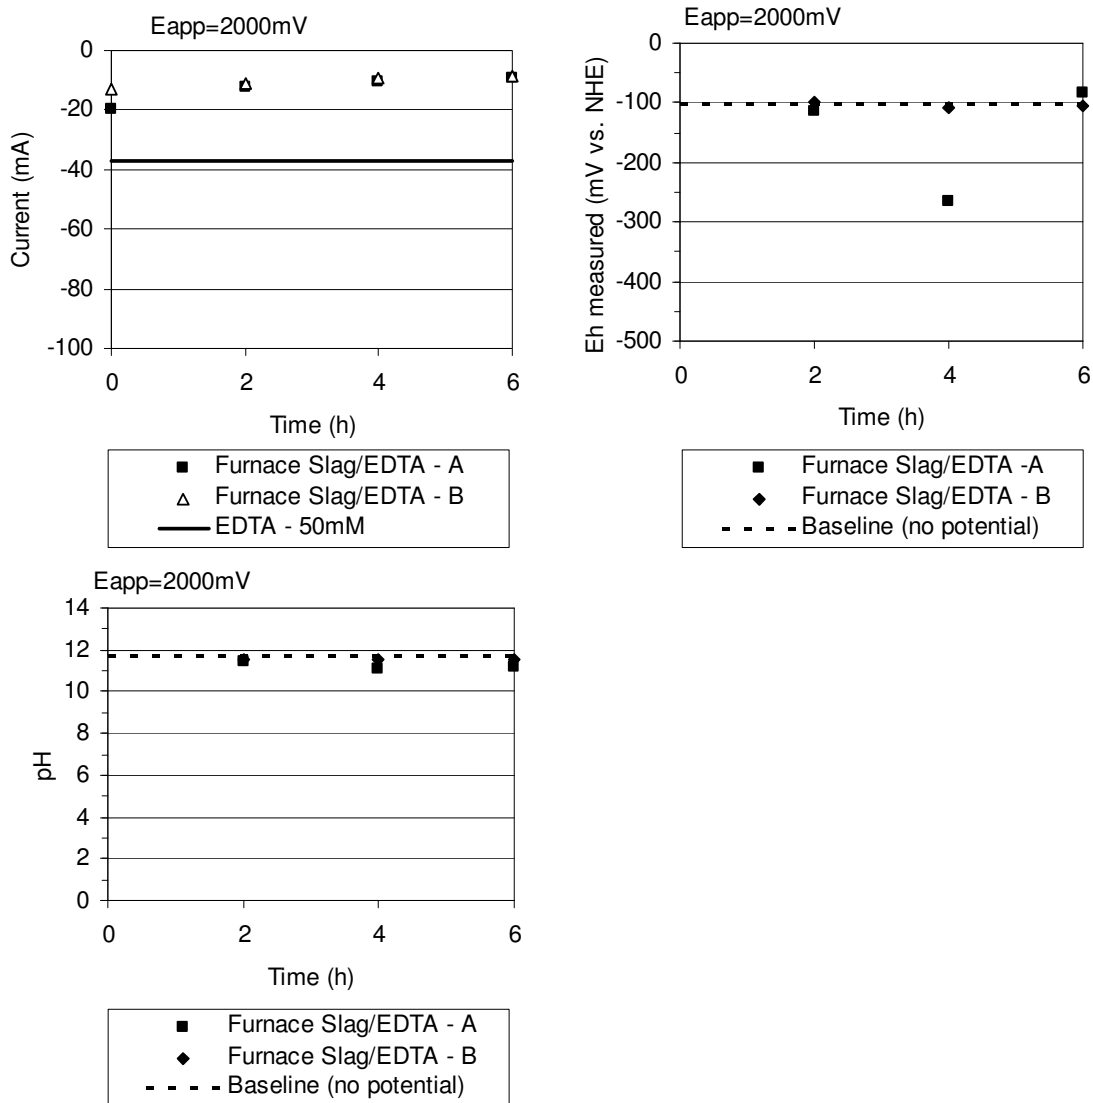 Eapp=2000mV
0
-20
-40
-60
-80
-100
Current (mA)
0 2 4 6
Time (h)
Furnace Slag/EDTA - A
Furnace Slag/EDTA - B
EDTA - 50mM
Eapp=2000mV
0
-100
-200
-300
-400
-500
Eh measured (mV vs. NHE)
0 2 4 6
Time (h)
Furnace Slag/EDTA -A
Furnace Slag/EDTA - B
Baseline (no potential)
Eapp=2000mV
14
12
10
8
6
4
2
0
pH
0 2 4 6
Time (h)
Furnace Slag/EDTA - A
Furnace Slag/EDTA - B
Baseline (no potential)